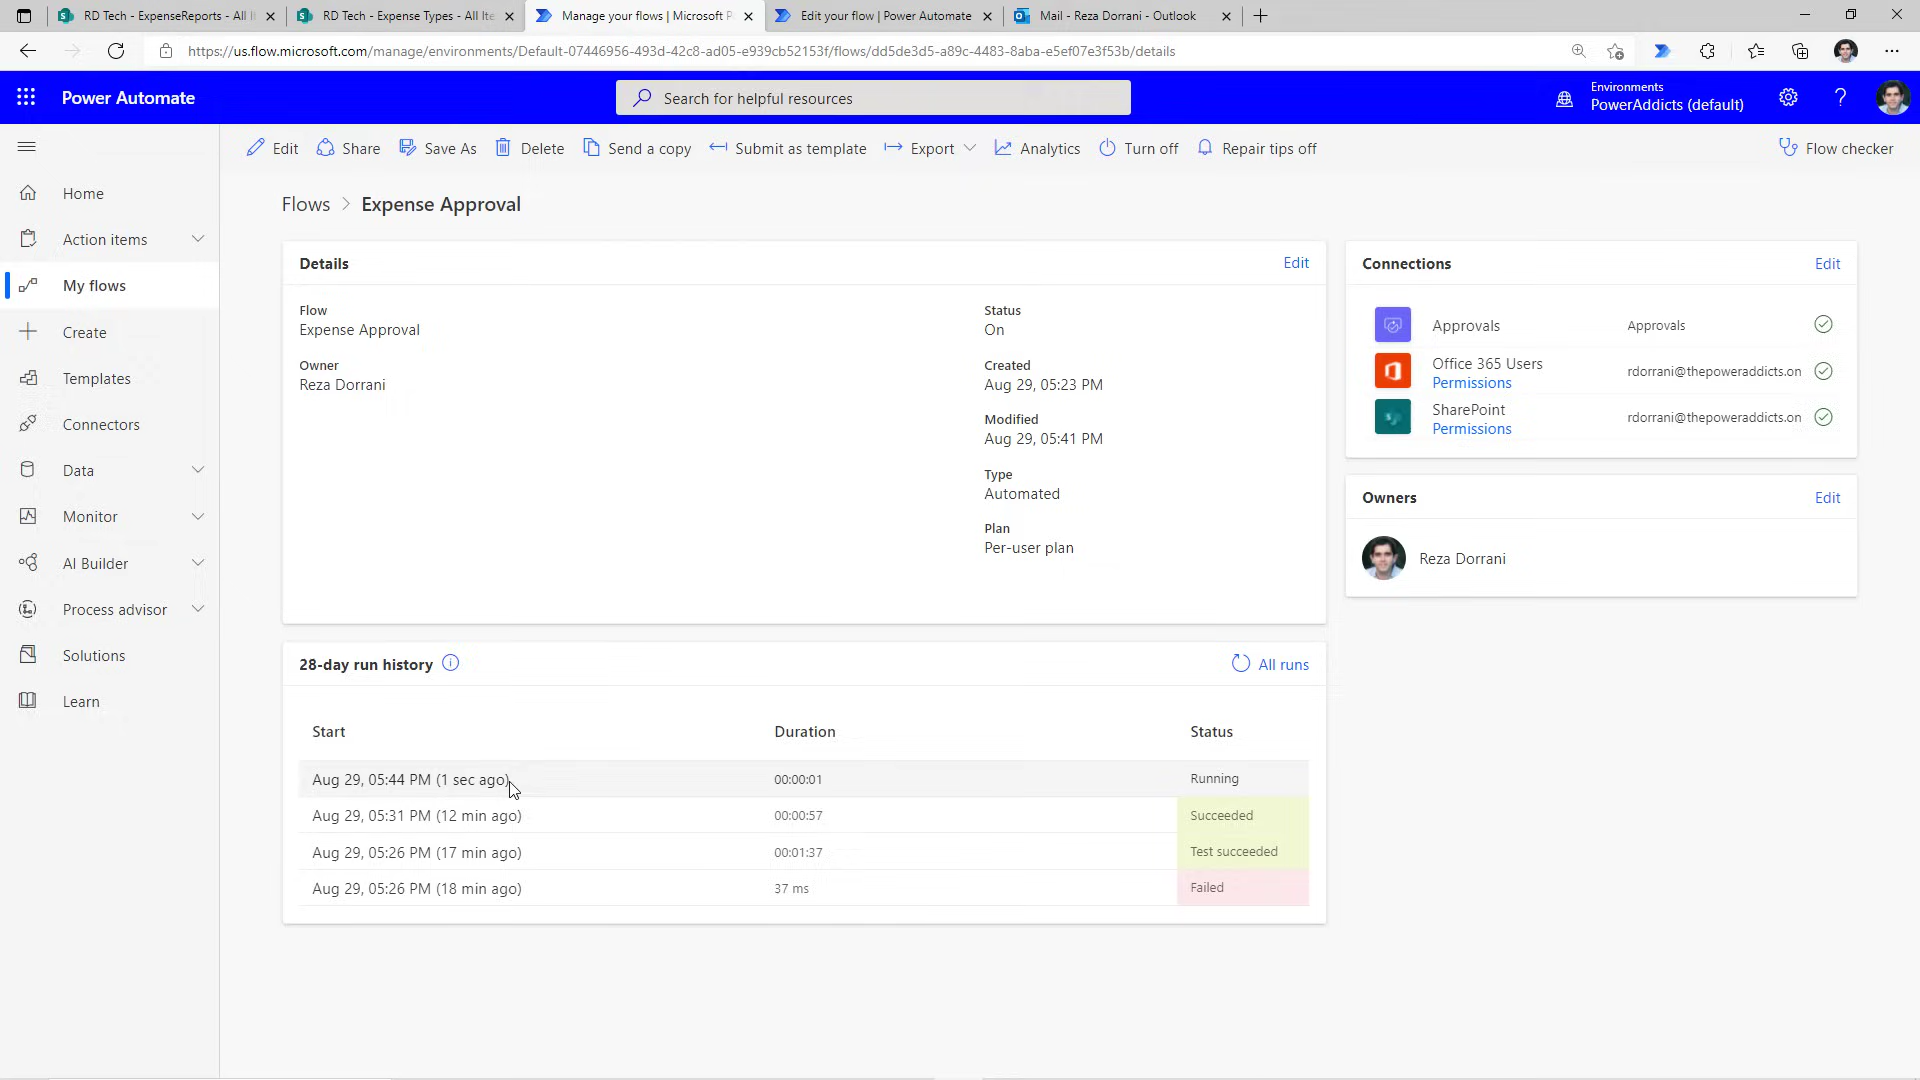 RD Tech - ExpenseReports - All It
RD Tech - Expense Types - All Ite
Manage your flows | Microsoft P
Edit your flow | Power Automate
Mail - Reza Dorrani - Outlook
https://us.flow.microsoft.com/manage/environments/Default-07446956-493d-42c8-ad05-e939cb52153f/flows/dd5de3d5-a89c-4483-8aba-e5ef07e3f53b/details
Power Automate
Search for helpful resources
Environments
PowerAddicts (default)
Edit Share Save As Delete Send a copy Submit as template Export Analytics Turn off Repair tips off Flow checker
Home
Action items
My flows
Create
Templates
Connectors
Data
Monitor
AI Builder
Process advisor
Solutions
Learn
Flows > Expense Approval
Details Edit
Flow
Expense Approval
Owner
Reza Dorrani
Status
On
Created
Aug 29, 05:23 PM
Modified
Aug 29, 05:41 PM
Type
Automated
Plan
Per-user plan
Connections Edit
Approvals Approvals
Office 365 Users
Permissions
rdorrani@thepoweraddicts.on
SharePoint
Permissions
rdorrani@thepoweraddicts.on
Owners Edit
Reza Dorrani
28-day run history All runs
Start Duration Status
Aug 29, 05:44 PM (1 sec ago) 00:00:01 Running
Aug 29, 05:31 PM (12 min ago) 00:00:57 Succeeded
Aug 29, 05:26 PM (17 min ago) 00:01:37 Test succeeded
Aug 29, 05:26 PM (18 min ago) 37 ms Failed